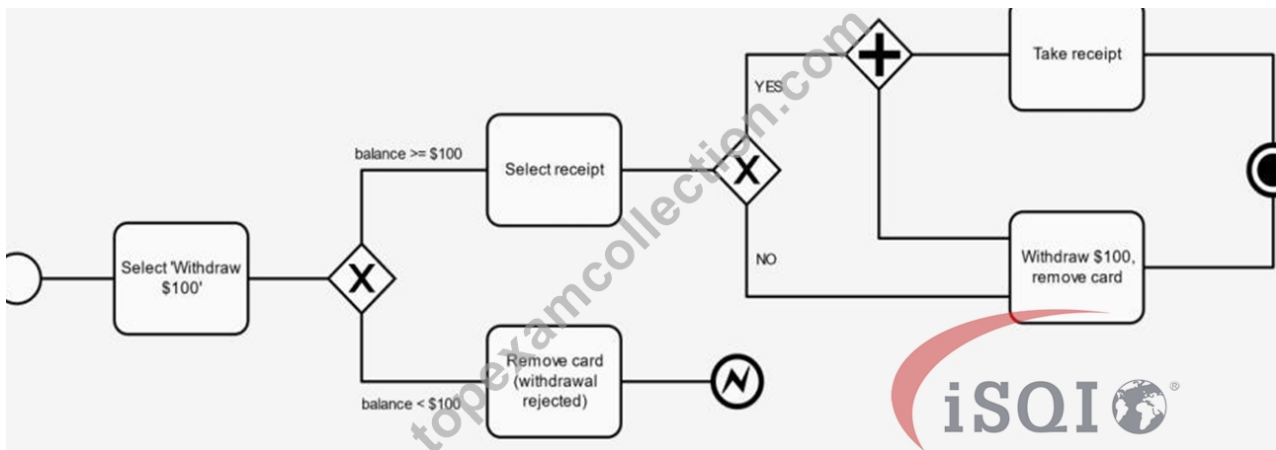 Take receipt
YES
balance >= $100
Select receipt
X
Select 'Withdraw
$100'
X
NO
Withdraw $100,
remove card
Remove card
(withdrawal
rejected)
balance < $100
topexamcollection.com
iSQI®